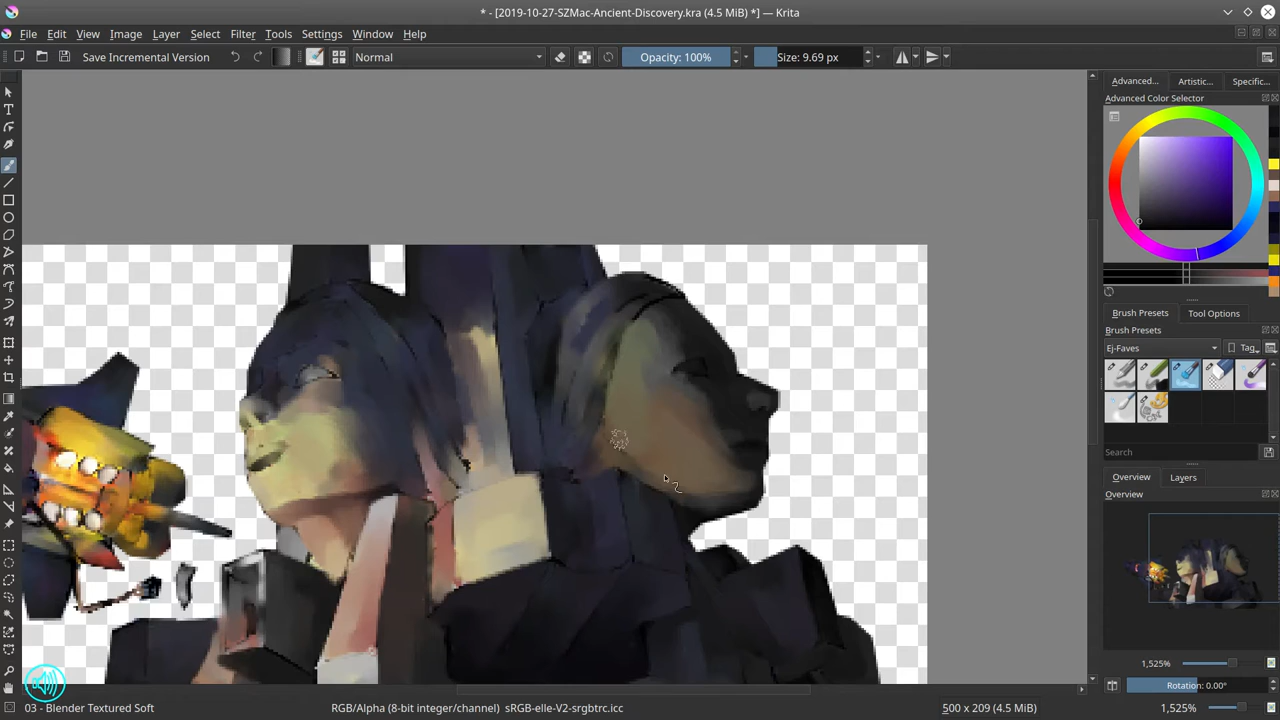 * - [2019-10-27-SZMac-Ancient-Discovery.kra (4.5 MiB) *] — Krita
File Edit View Image Layer Select Filter Tools Settings Window Help
Save Incremental Version Normal Opacity: 100% Size: 9.69 px
Advanced... Artistic... Specific...
Advanced Color Selector
Brush Presets Tool Options
Brush Presets
Ej-Faves Tag
Search
Overview Layers
Overview
1,525%
Rotation: 0.00°
03 - Blender Textured Soft RGB/Alpha (8-bit integer/channel) sRGB-elle-V2-srgbtrc.icc 500 x 209 (4.5 MiB) 1,525%